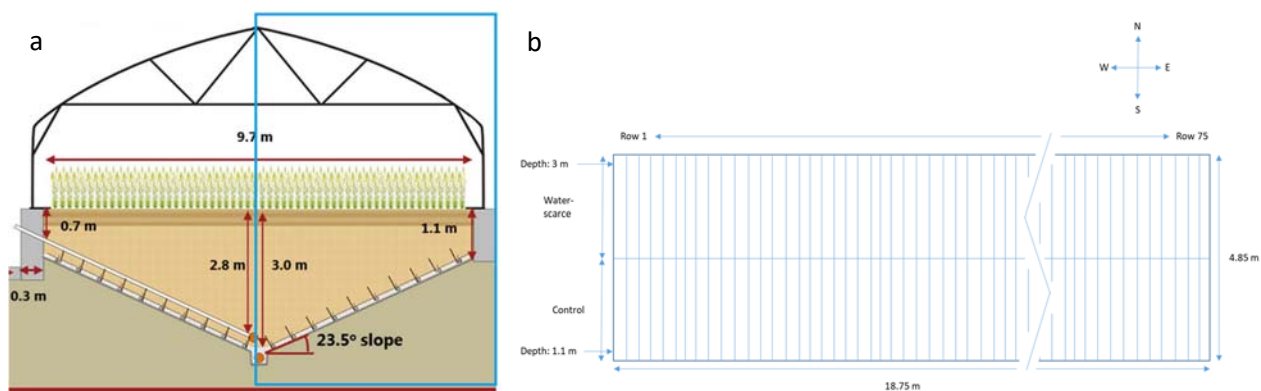 a
9.7 m
0.7 m
1.1 m
2.8 m
3.0 m
0.3 m
23.5º slope
b
N
W
E
S
Row 1
Row 75
Depth: 3 m
Water-
scarce
4.85 m
Control
Depth: 1.1 m
18.75 m